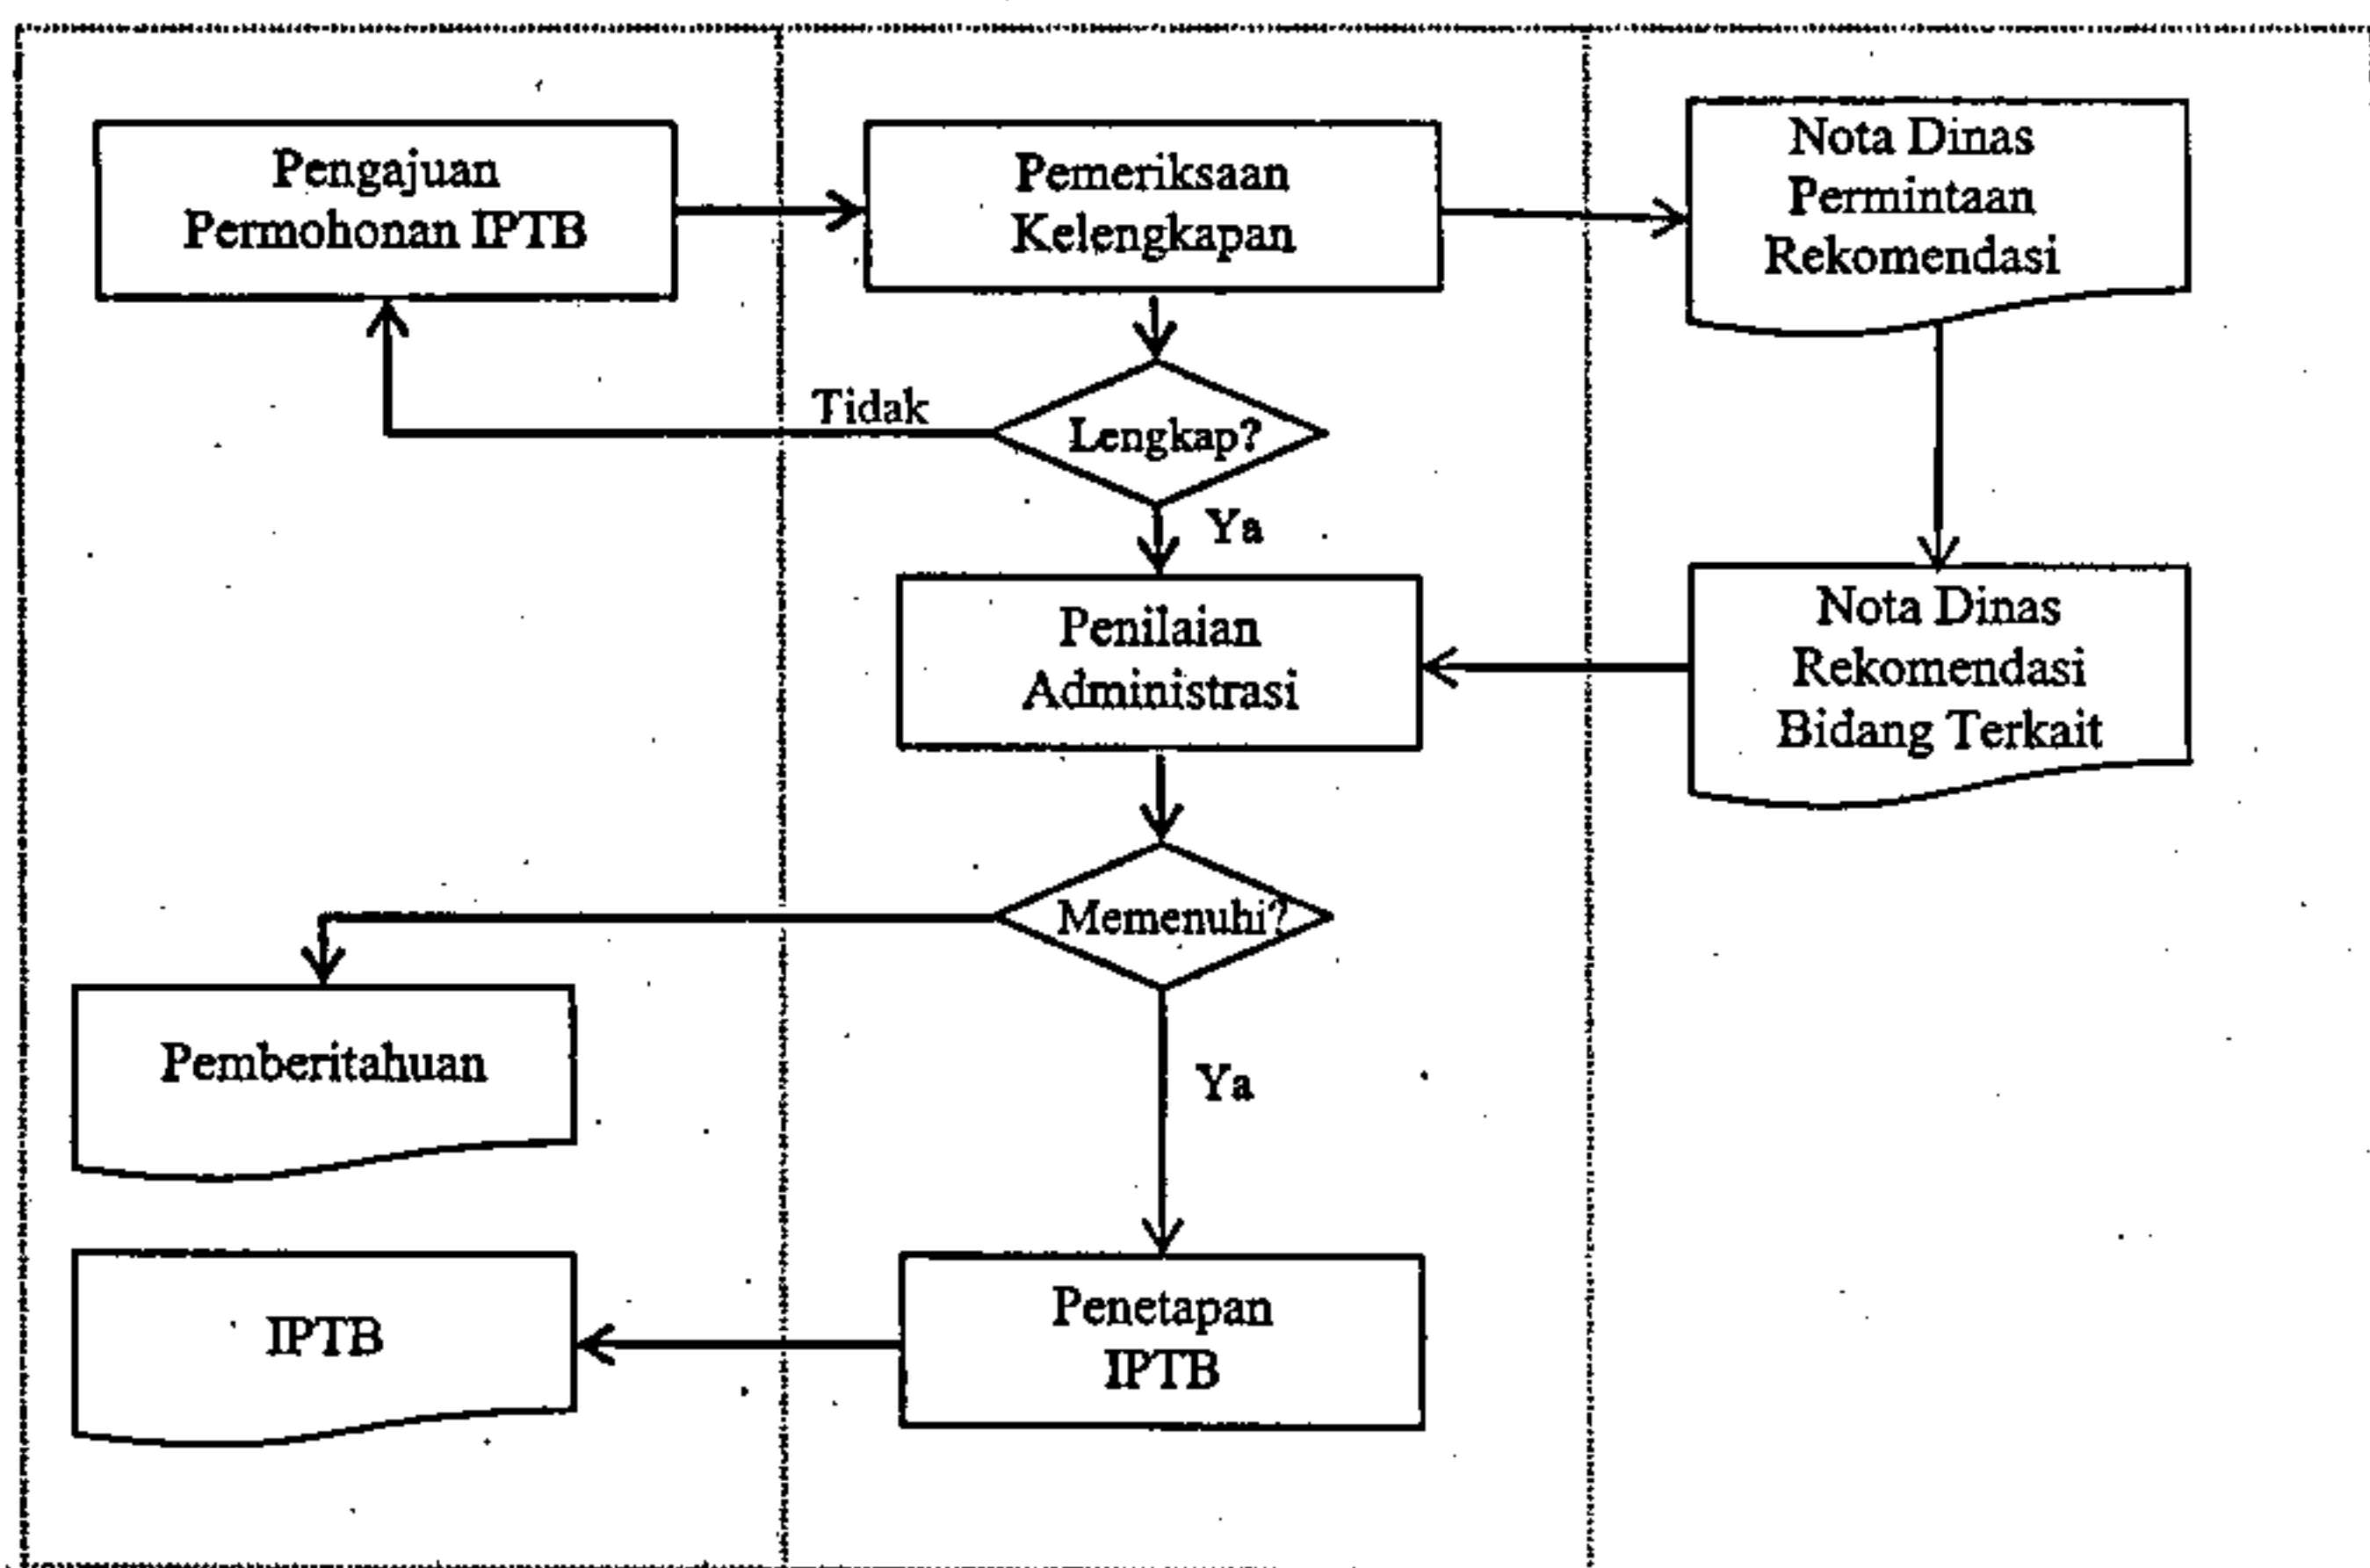 Pengajuan
Permohonan IPTB
Pemeriksaan
Kelengkapan
Nota Dinas
Permintaan
Rekomendasi
Tidak
Lengkap?
Ya
Penilaian
Administrasi
Nota Dinas
Rekomendasi
Bidang Terkait
Memenuhi?
Pemberitahuan
Ya
IPTB
Penetapan
IPTB